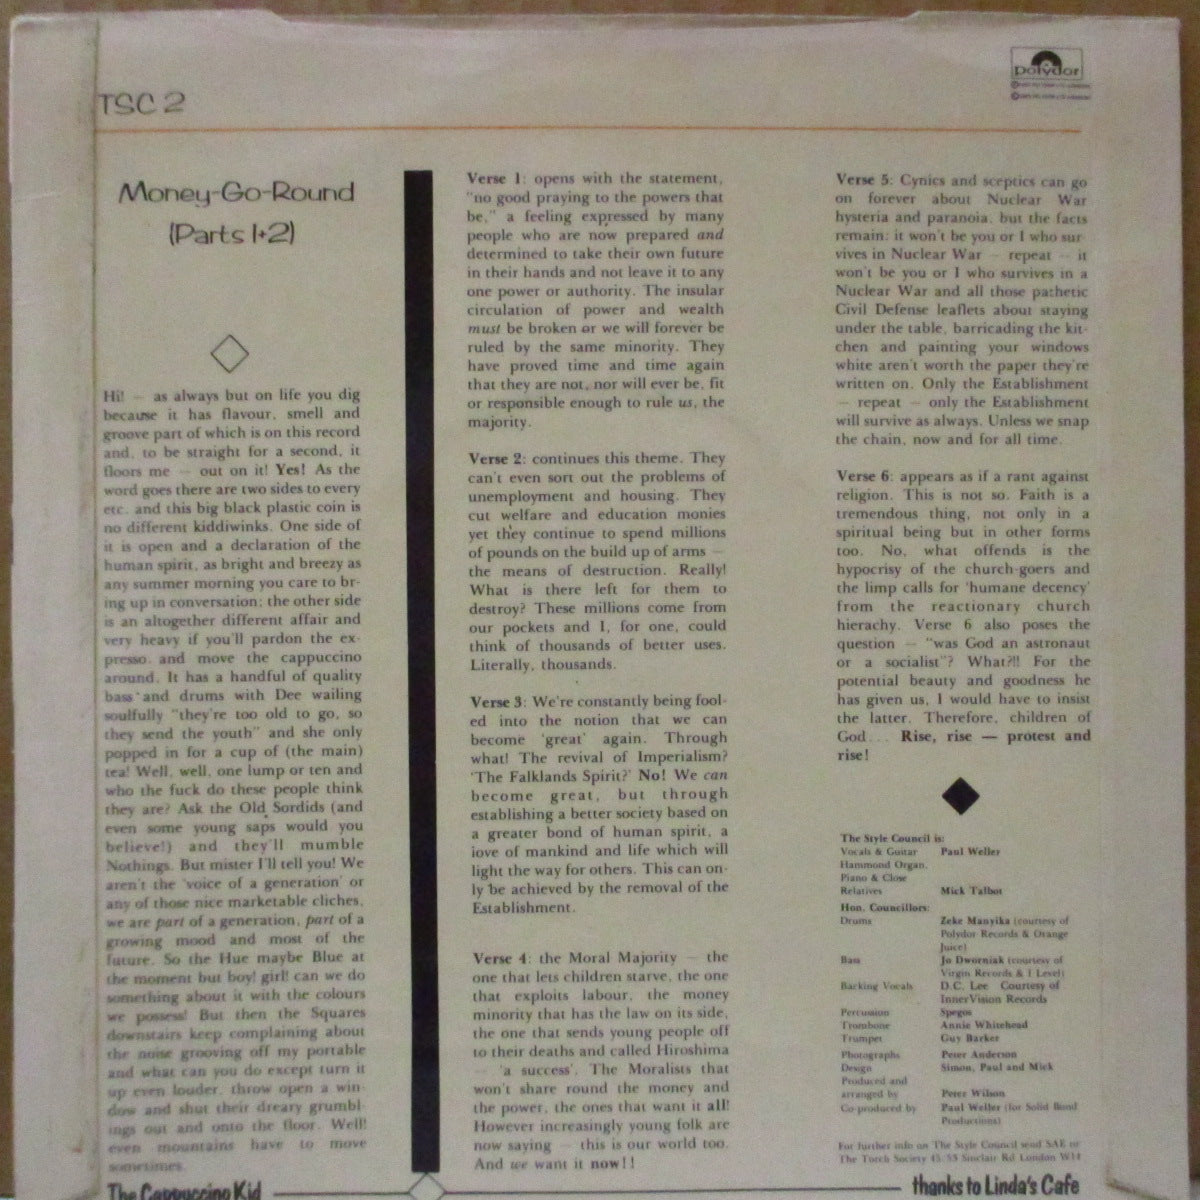 TSC 2
polydor
Money-Go-Round
(Parts 1+2)
Hi! — as always but on life you dig
because it has flavour, smell and
groove part of which is on this record
and, to be straight for a second, it
floors me — out on it! Yes! As the
word goes there are two sides to every
etc. and this big black plastic coin is
no different kiddiwinks. One side of
it is open and a declaration of the
human spirit, as bright and breezy as
any summer morning you care to br-
ing up in conversation; the other side
is an altogether different affair and
very heavy if you'll pardon the ex-
presso, and move the cappuccino
around. It has a handful of quality
bass and drums with Dee wailing
soulfully "they're too old to go, so
they send the youth" and she only
popped in for a cup of (the main)
tea! Well, well, one lump or ten and
who the fuck do these people think
they are? Ask the Old Sordids (and
even some young saps would you
believe!) and they'll mumble
Nothings. But mister I'll tell you! We
aren't the 'voice of a generation' or
any of those nice marketable cliches,
we are part of a generation, part of a
growing mood and most of the
future. So the Hue maybe Blue at
the moment but boy! girl! can we do
something about it with the colours
we possess! But then the Squares
downstairs keep complaining about
the noise grooving off my portable
and what can you do except turn it
up even louder, throw open a win-
dow and shut their dreary grumbl-
ings out and onto the floor. Well!
even mountains have to move
sometimes.
The Cappuccino Kid
Verse 1: opens with the statement,
"no good praying to the powers that
be," a feeling expressed by many
people who are now prepared and
determined to take their own future
in their hands and not leave it to any
one power or authority. The insular
circulation of power and wealth
must be broken or we will forever be
ruled by the same minority. They
have proved time and time again
that they are not, nor will ever be, fit
or responsible enough to rule us, the
majority.
Verse 2: continues this theme. They
can't even sort out the problems of
unemployment and housing. They
cut welfare and education monies
yet they continue to spend millions
of pounds on the build up of arms —
the means of destruction. Really!
What is there left for them to
destroy? These millions come from
our pockets and I, for one, could
think of thousands of better uses.
Literally, thousands.
Verse 3: We're constantly being fool-
ed into the notion that we can
become 'great' again. Through
what! The revival of Imperialism?
'The Falklands Spirit?' No! We can
become great, but through
establishing a better society based on
a greater bond of human spirit, a
love of mankind and life which will
light the way for others. This can on-
ly be achieved by the removal of the
Establishment.
Verse 4: the Moral Majority — the
one that lets children starve, the one
that exploits labour, the money
minority that has the law on its side,
the one that sends young people off
to their deaths and called Hiroshima
— 'a success'. The Moralists that
won't share round the money and
the power, the ones that want it all!
However increasingly young folk are
now saying — this is our world too.
And we want it now!!
Verse 5: Cynics and sceptics can go
on forever about Nuclear War
hysteria and paranoia, but the facts
remain: it won't be you or I who sur-
vives in Nuclear War — repeat — it
won't be you or I who survives in a
Nuclear War and all those pathetic
Civil Defense leaflets about staying
under the table, barricading the kit-
chen and painting your windows
white aren't worth the paper they're
written on. Only the Establishment
— repeat — only the Establishment
will survive as always. Unless we snap
the chain, now and for all time.
Verse 6: appears as if a rant against
religion. This is not so. Faith is a
tremendous thing, not only in a
spiritual being but in other forms
too. No, what offends is the
hypocrisy of the church-goers and
the limp calls for 'humane decency'
from the reactionary church
hierachy. Verse 6 also poses the
question — "was God an astronaut
or a socialist"? What?!! For the
potential beauty and goodness he
has given us, I would have to insist
the latter. Therefore, children of
God... Rise, rise — protest and
rise!
The Style Council is:
Vocals & Guitar Paul Weller
Hammond Organ,
Piano & Close
Relatives Mick Talbot
Hon. Councillors:
Drums Zeke Manyika (courtesy of
Polydor Records & Orange
Juice)
Bass Jo Dworniak (courtesy of
Virgin Records & I Level)
Backing Vocals D.C. Lee Courtesy of
InnerVision Records
Percussion Spegos
Trombone Annie Whitehead
Trumpet Guy Barker
Photographs Peter Anderson
Design Simon, Paul and Mick
Produced and
arranged by Peter Wilson
Co-produced by Paul Weller (for Solid Bond
Productions)
For further info on The Style Council send SAE to
The Torch Society 45/53 Sinclair Rd London W14
thanks to Linda's Cafe